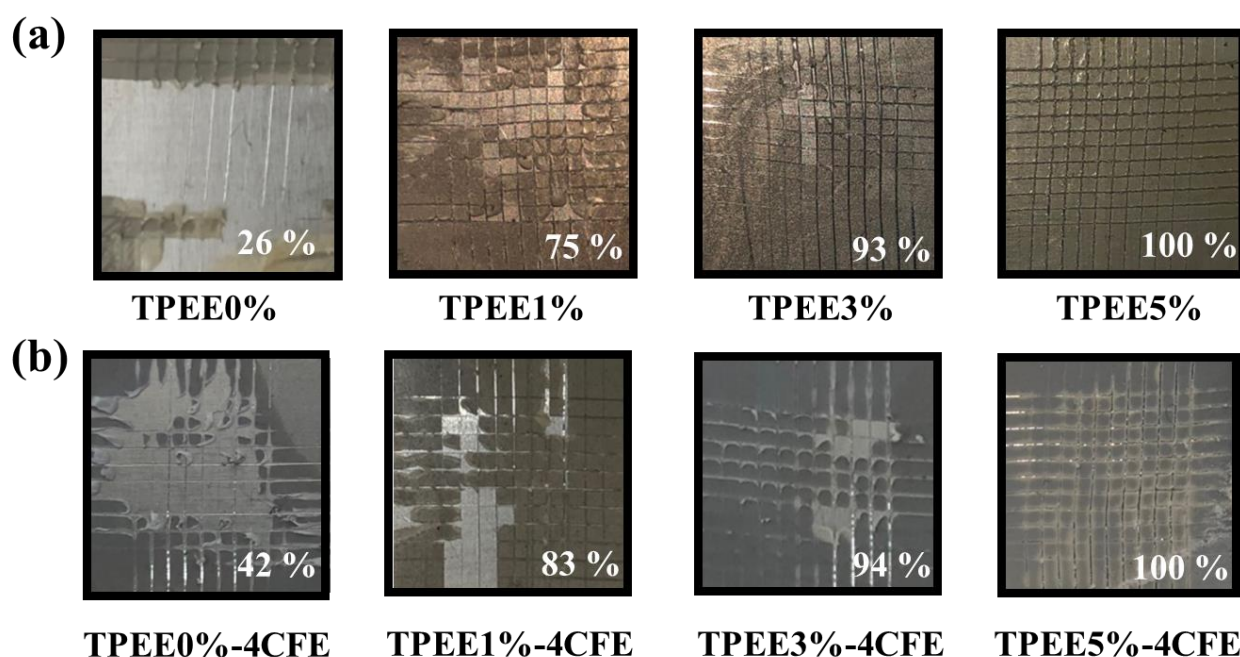 (a)
26 %
75 %
93 %
100 %
TPEE0%
TPEE1%
TPEE3%
TPEE5%
(b)
42 %
83 %
94 %
100 %
TPEE0%-4CFE
TPEE1%-4CFE
TPEE3%-4CFE
TPEE5%-4CFE